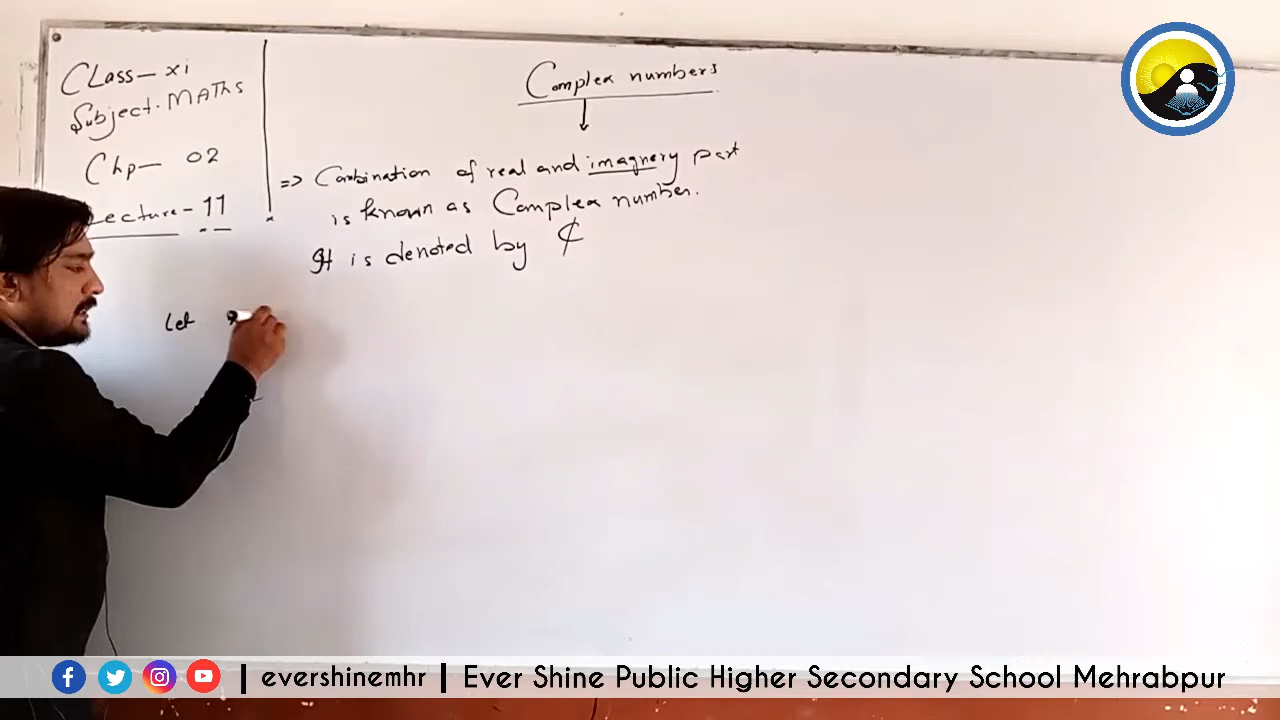 CLass - xi
Subject. MATHs
Chp - 02
Lecture - 11
Complex numbers
=> Combination of real and imagnery part
is known as Complex number.
It is denoted by ₵
Let
evershinemhr | Ever Shine Public Higher Secondary School Mehrabpur